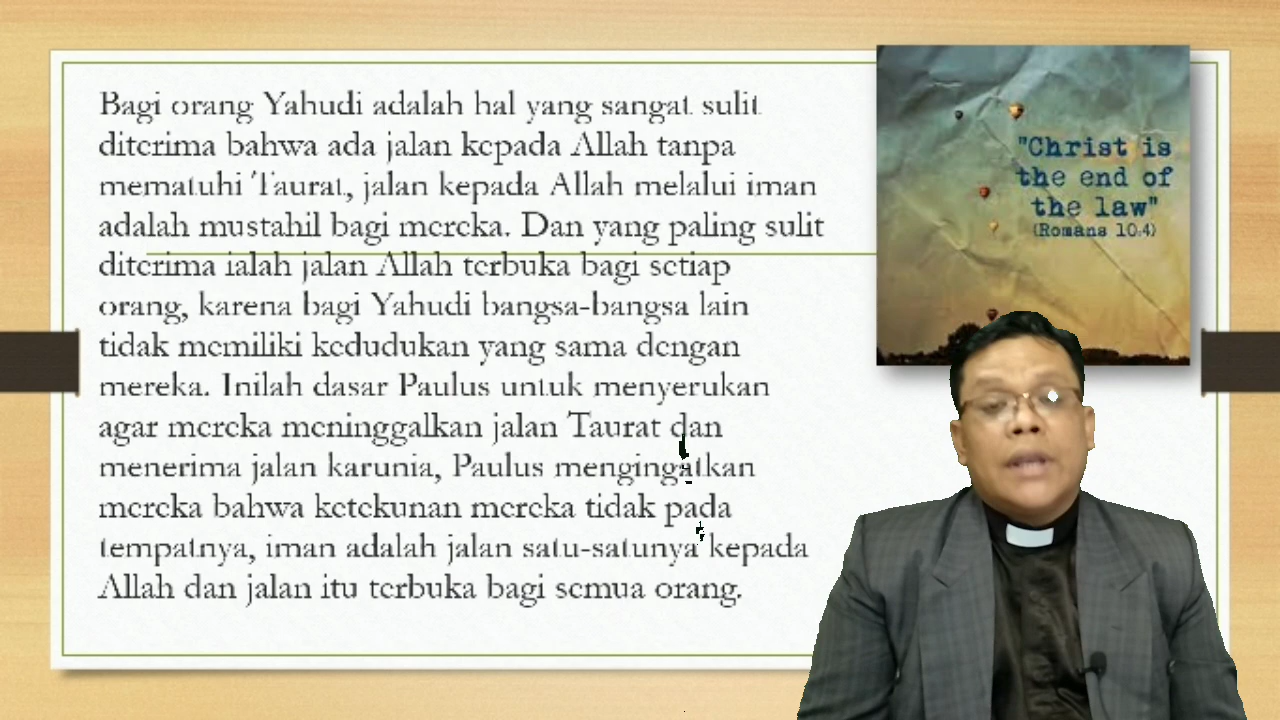 Bagi orang Yahudi adalah hal yang sangat sulit
diterima bahwa ada jalan kepada Allah tanpa
mematuhi Taurat, jalan kepada Allah melalui iman
adalah mustahil bagi mereka. Dan yang paling sulit
diterima ialah jalan Allah terbuka bagi setiap
orang, karena bagi Yahudi bangsa-bangsa lain
tidak memiliki kedudukan yang sama dengan
mereka. Inilah dasar Paulus untuk menyerukan
agar mereka meninggalkan jalan Taurat dan
menerima jalan karunia, Paulus mengingatkan
mereka bahwa ketekunan mereka tidak pada
tempatnya, iman adalah jalan satu-satunya kepada
Allah dan jalan itu terbuka bagi semua orang.
"Christ is
the end of
the law"
(Romans 10:4)